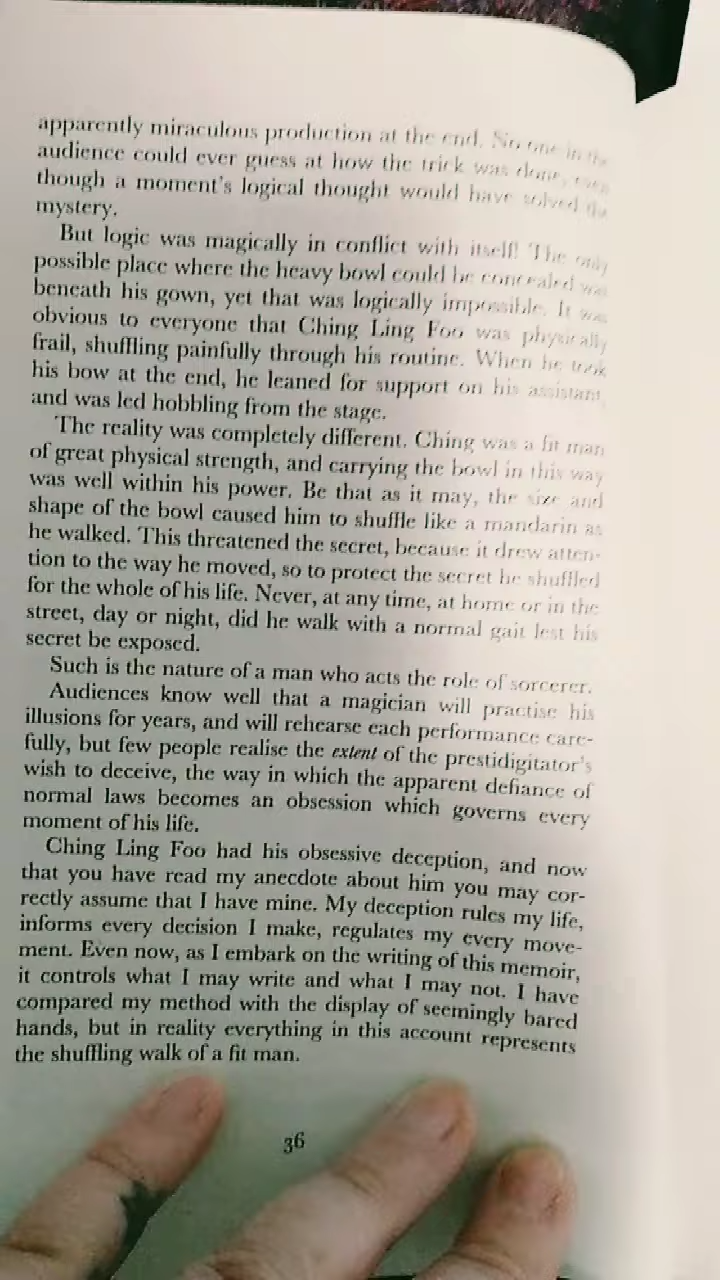 apparently miraculous production at the end. No one in the
audience could ever guess at how the trick was done, even
though a moment's logical thought would have solved the
mystery.
But logic was magically in conflict with itself! The only
possible place where the heavy bowl could be concealed was
beneath his gown, yet that was logically impossible. It was
obvious to everyone that Ching Ling Foo was physically
frail, shuffling painfully through his routine. When he took
his bow at the end, he leaned for support on his assistant,
and was led hobbling from the stage.
The reality was completely different. Ching was a fit man
of great physical strength, and carrying the bowl in this way
was well within his power. Be that as it may, the size and
shape of the bowl caused him to shuffle like a mandarin as
he walked. This threatened the secret, because it drew atten-
tion to the way he moved, so to protect the secret he shuffled
for the whole of his life. Never, at any time, at home or in the
street, day or night, did he walk with a normal gait lest his
secret be exposed.
Such is the nature of a man who acts the role of sorcerer.
Audiences know well that a magician will practise his
illusions for years, and will rehearse each performance care-
fully, but few people realise the extent of the prestidigitator's
wish to deceive, the way in which the apparent defiance of
normal laws becomes an obsession which governs every
moment of his life.
Ching Ling Foo had his obsessive deception, and now
that you have read my anecdote about him you may cor-
rectly assume that I have mine. My deception rules my life,
informs every decision I make, regulates my every move-
ment. Even now, as I embark on the writing of this memoir,
it controls what I may write and what I may not. I have
compared my method with the display of seemingly bared
hands, but in reality everything in this account represents
the shuffling walk of a fit man.
36